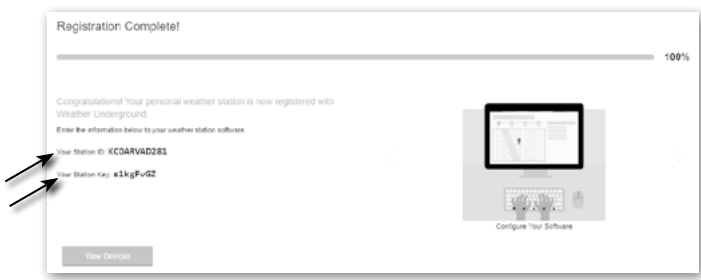 Registration Complete!
100%
Congratulations! Your personal weather station is now registered with
Weather Underground.
Enter the information below to your weather station software.
Your Station ID: KCOARVAD281
Your Station Key: s1kgFvGZ
Configure Your Software
View Devices